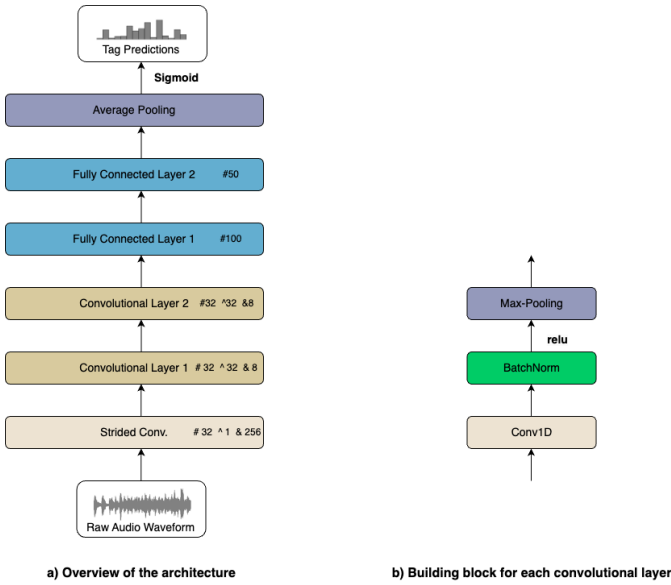 Tag Predictions
Sigmoid
Average Pooling
Fully Connected Layer 2 #50
Fully Connected Layer 1 #100
Convolutional Layer 2 #32 ^32 &8
Convolutional Layer 1 # 32 ^ 32 & 8
Strided Conv. # 32 ^ 1 & 256
Raw Audio Waveform
a) Overview of the architecture
Max-Pooling
relu
BatchNorm
Conv1D
b) Building block for each convolutional layer